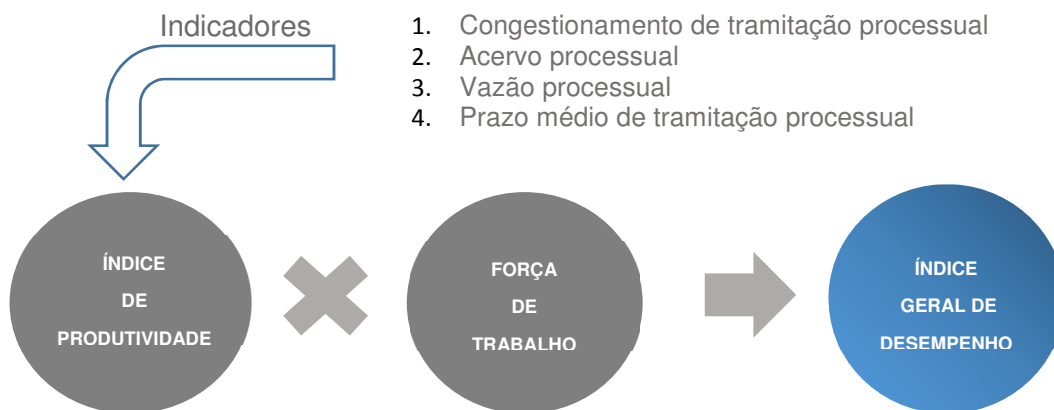 Indicadores
1. Congestionamento de tramitação processual
2. Acervo processual
3. Vazão processual
4. Prazo médio de tramitação processual
ÍNDICE
DE
PRODUTIVIDADE
FORÇA
DE
TRABALHO
ÍNDICE
GERAL DE
DESEMPENHO